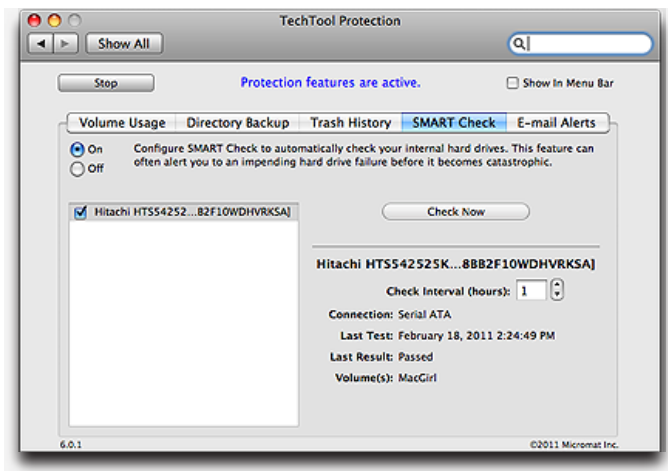 TechTool Protection
Show All
Stop
Protection features are active.
Show In Menu Bar
Volume Usage
Directory Backup
Trash History
SMART Check
E-mail Alerts
On
Configure SMART Check to automatically check your internal hard drives. This feature can
Off
often alert you to an impending hard drive failure before it becomes catastrophic.
Hitachi HTS54252...82F10WDHVRKSA]
Check Now
Hitachi HTS542525K...8BB2F10WDHVRKSA]
Check Interval (hours): 1
Connection: Serial ATA
Last Test: February 18, 2011 2:24:49 PM
Last Result: Passed
Volume(s): MacGirl
6.0.1
©2011 Micromat Inc.